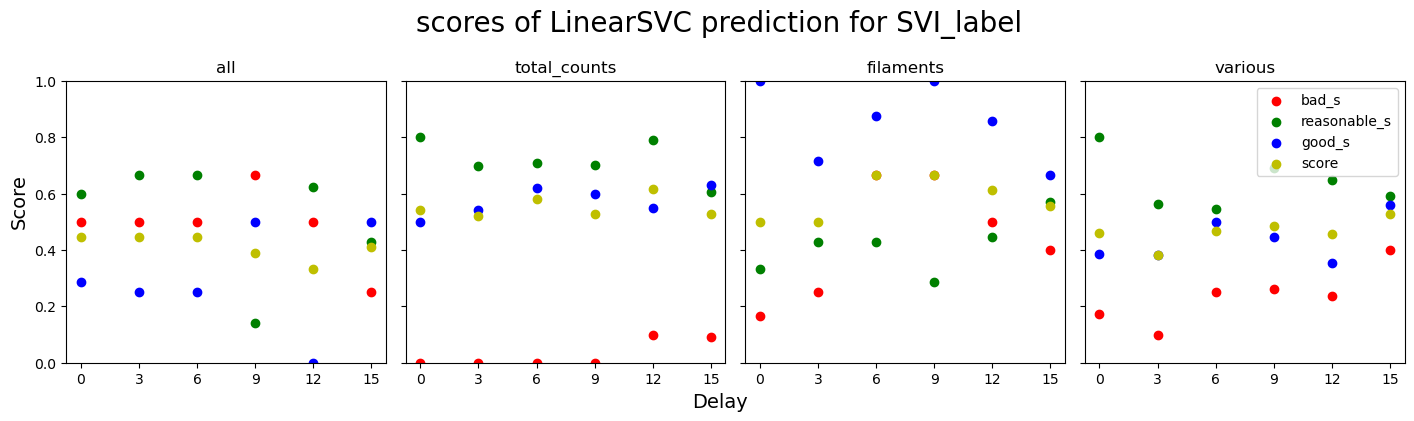 scores of LinearSVC prediction for SVI_label
all
total_counts
filaments
various
Score
1.0
0.8
0.6
0.4
0.2
0.0
bad_s
reasonable_s
good_s
score
0 3 6 9 12 15
0 3 6 9 12 15
0 3 6 9 12 15
0 3 6 9 12 15
Delay